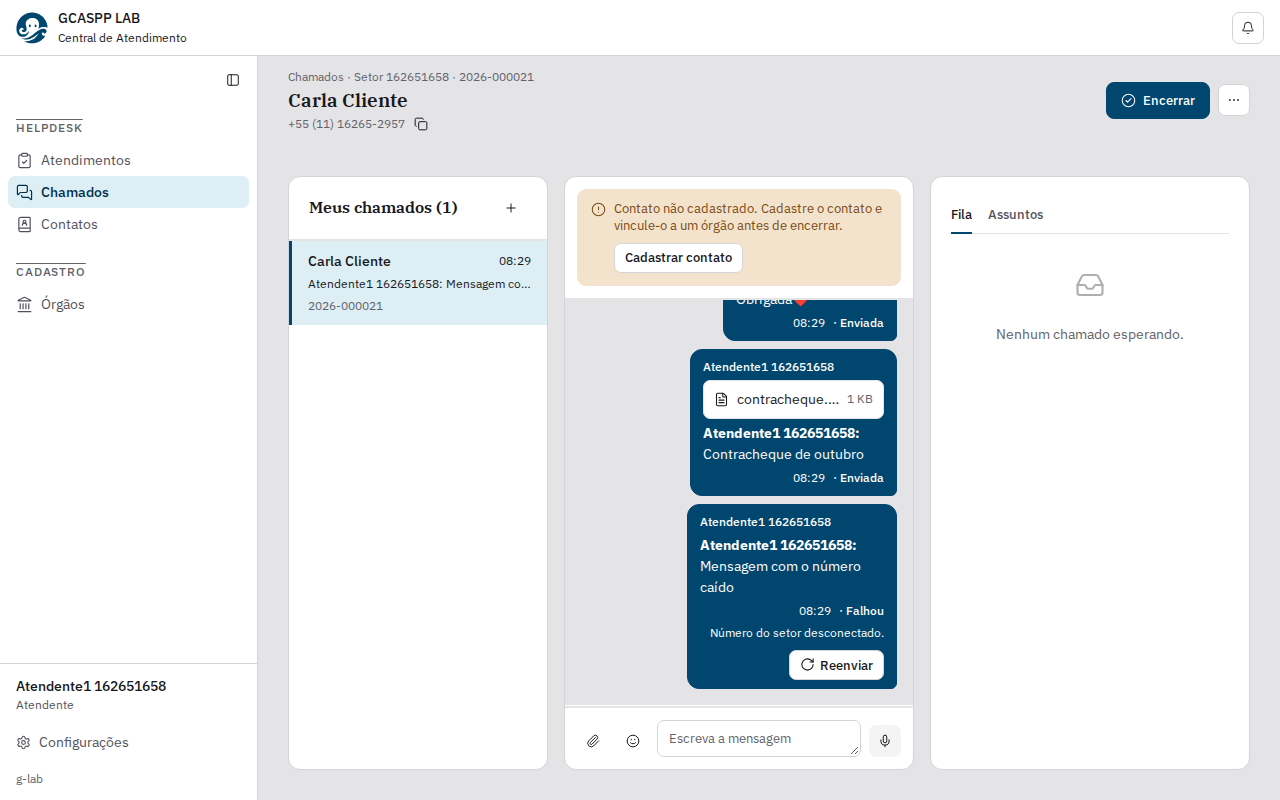 GCASPP LAB
Central de Atendimento
HELPDESK
Atendimentos
Chamados
Contatos
CADASTRO
Órgãos
Atendente1 162651658
Atendente
Configurações
g-lab
Chamados · Setor 162651658 · 2026-000021
Carla Cliente
+55 (11) 16265-2957
Encerrar
Meus chamados (1)
Carla Cliente 08:29
Atendente1 162651658: Mensagem co...
2026-000021
Contato não cadastrado. Cadastre o contato e
vincule-o a um órgão antes de encerrar.
Cadastrar contato
Obrigada❤️
08:29 · Enviada
Atendente1 162651658
contracheque.... 1 KB
Atendente1 162651658:
Contracheque de outubro
08:29 · Enviada
Atendente1 162651658
Atendente1 162651658:
Mensagem com o número
caído
08:29 · Falhou
Número do setor desconectado.
Reenviar
Escreva a mensagem
Fila Assuntos
Nenhum chamado esperando.